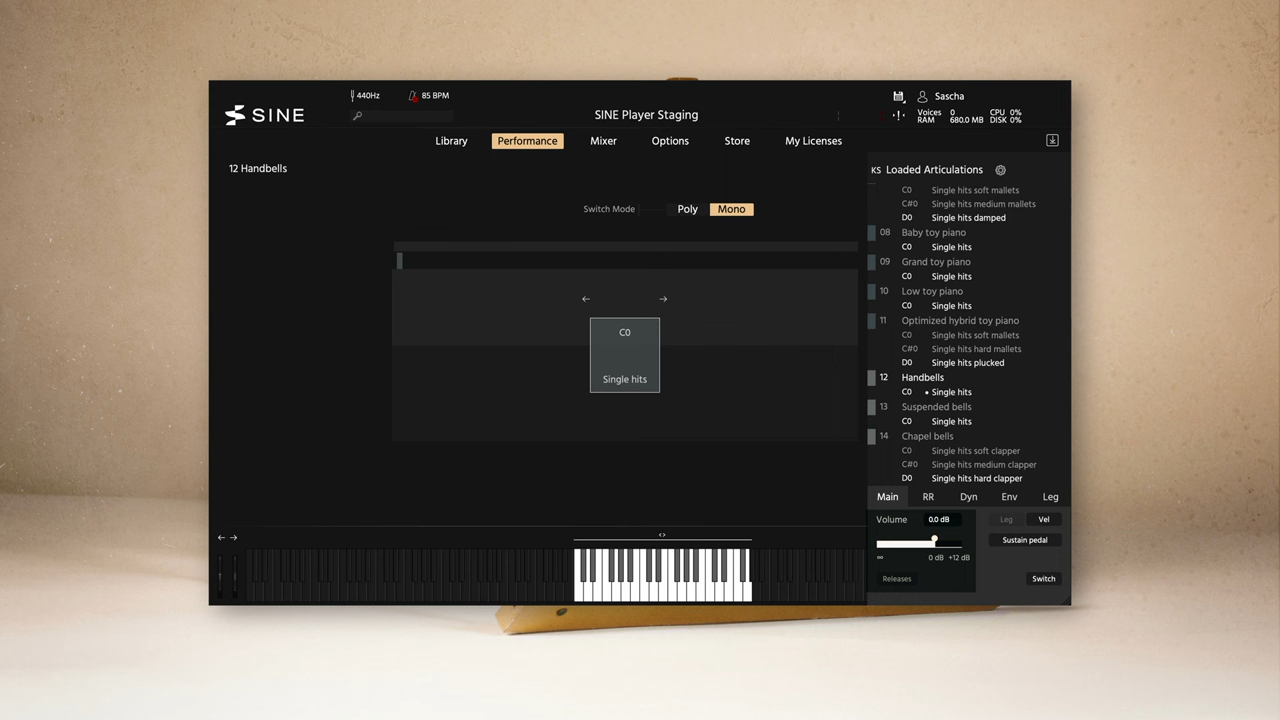 440Hz
85 BPM
Sascha
SINE
SINE Player Staging
Voices 0
RAM 680.0 MB
CPU 0%
DISK 0%
Library
Performance
Mixer
Options
Store
My Licenses
12 Handbells
Switch Mode
Poly
Mono
C0
Single hits
KS Loaded Articulations
C0 Single hits soft mallets
C#0 Single hits medium mallets
D0 Single hits damped
08 Baby toy piano
C0 Single hits
09 Grand toy piano
C0 Single hits
10 Low toy piano
C0 Single hits
11 Optimized hybrid toy piano
C0 Single hits soft mallets
C#0 Single hits hard mallets
D0 Single hits plucked
12 Handbells
C0 • Single hits
13 Suspended bells
C0 Single hits
14 Chapel bells
C0 Single hits soft clapper
C#0 Single hits medium clapper
D0 Single hits hard clapper
Main RR Dyn Env Leg
Volume 0.0 dB
Leg Vel
Sustain pedal
∞ 0 dB +12 dB
Releases
Switch